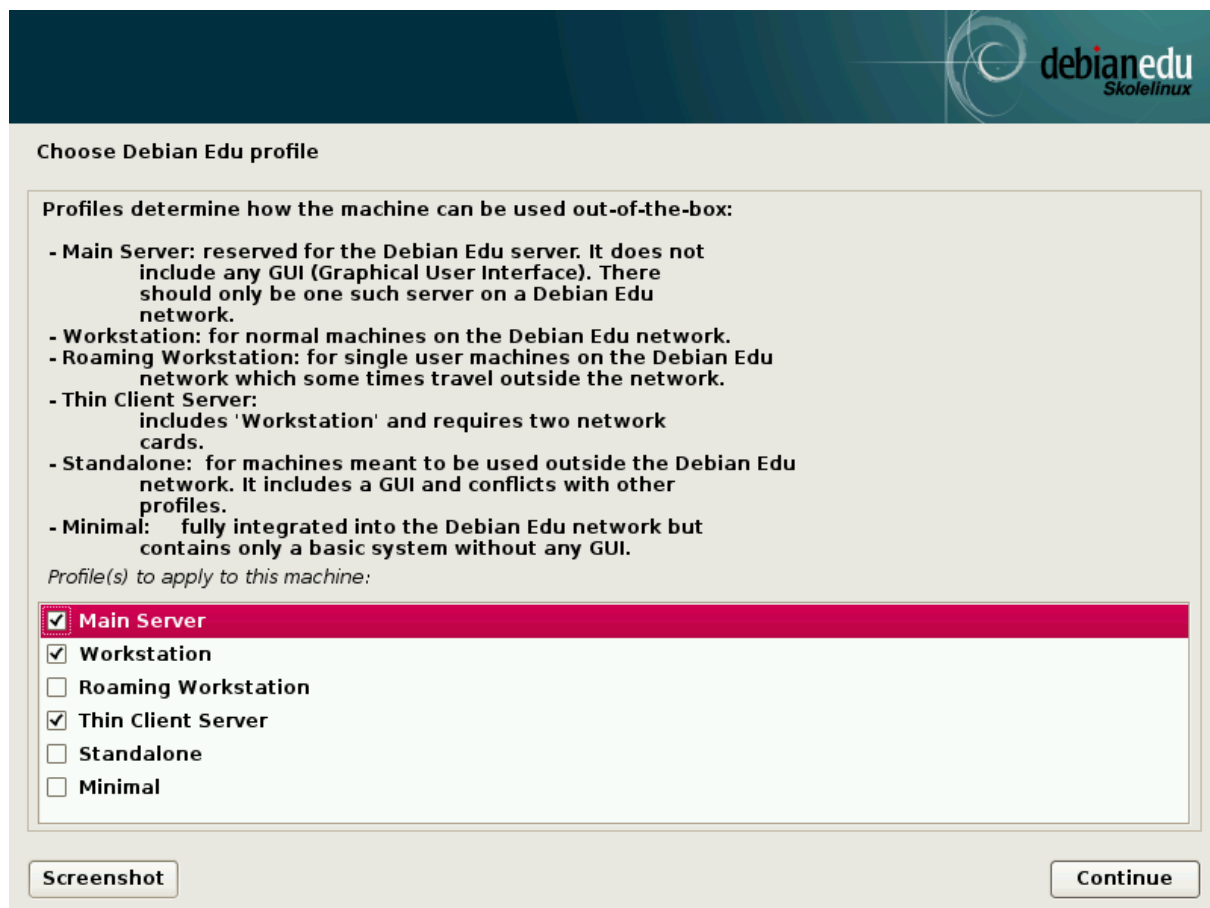 debianedu
Skolelinux
Choose Debian Edu profile
Profiles determine how the machine can be used out-of-the-box:
- Main Server: reserved for the Debian Edu server. It does not
include any GUI (Graphical User Interface). There
should only be one such server on a Debian Edu
network.
- Workstation: for normal machines on the Debian Edu network.
- Roaming Workstation: for single user machines on the Debian Edu
network which some times travel outside the network.
- Thin Client Server:
includes 'Workstation' and requires two network
cards.
- Standalone: for machines meant to be used outside the Debian Edu
network. It includes a GUI and conflicts with other
profiles.
- Minimal: fully integrated into the Debian Edu network but
contains only a basic system without any GUI.
Profile(s) to apply to this machine:
Main Server
Workstation
Roaming Workstation
Thin Client Server
Standalone
Minimal
Screenshot
Continue